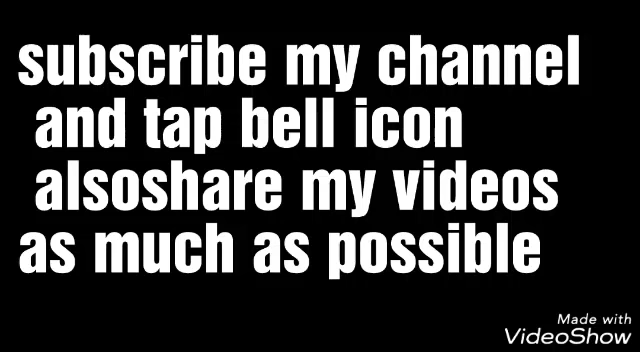 subscribe my channel
and tap bell icon
alsoshare my videos
as much as possible
Made with
VideoShow